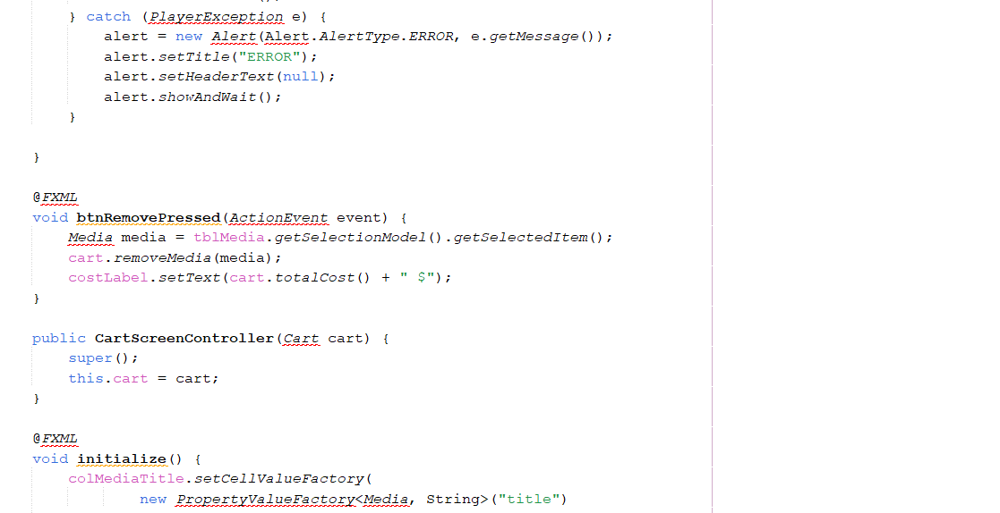 } catch (PlayerException e) {
alert = new Alert(Alert.AlertType.ERROR, e.getMessage());
alert.setTitle("ERROR");
alert.setHeaderText(null);
alert.showAndWait();
}
}
@FXML
void btnRemovePressed(ActionEvent event) {
Media media = tblMedia.getSelectionModel().getSelectedItem();
cart.removeMedia(media);
costLabel.setText(cart.totalCost() + " $");
}
public CartScreenController(Cart cart) {
super();
this.cart = cart;
}
@FXML
void initialize() {
colMediaTitle.setCellValueFactory(
new PropertyValueFactory<Media, String>("title")